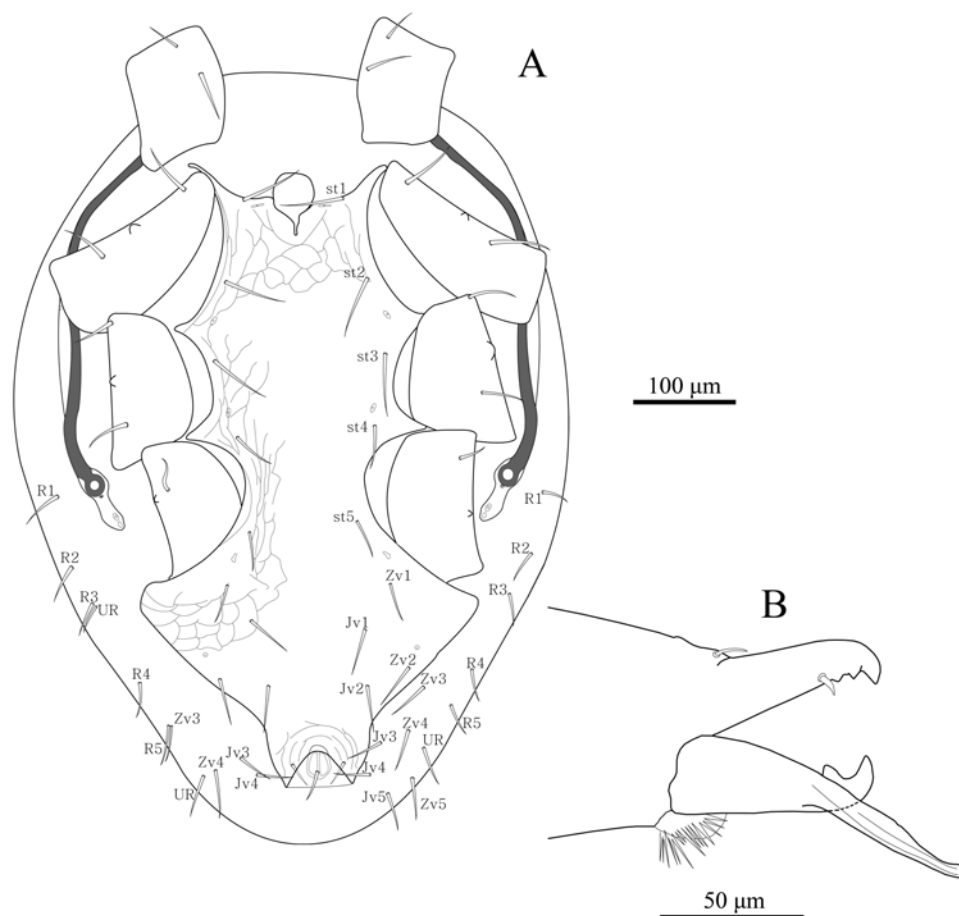 A
st1
st2
st3
100 μm
st4
R1
R1
st5
R2
R2
Zv1
R3
UR
R3
B
Jv1
Zv2
R4
R4
Zv3
Jv2
Zv3
R5
Zv4
R5
Jv3
UR
Jv3
Zv4
Jv4
Jv4
UR
Jv5
Zv5
50 μm